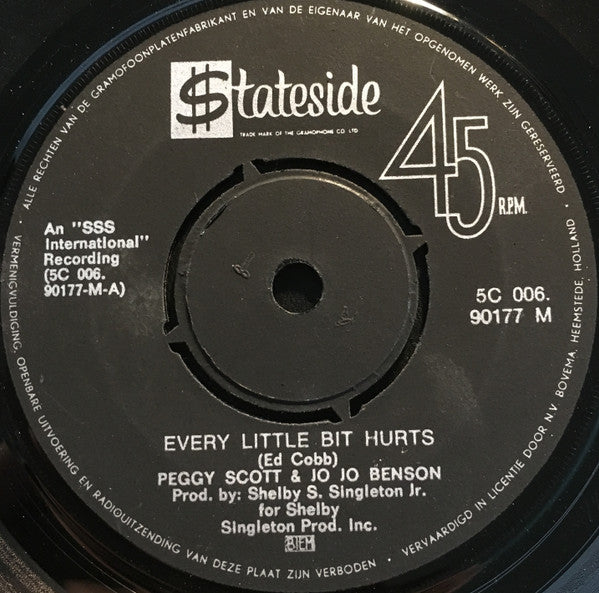 ALLE RECHTEN VAN DE GRAMOFOONPLATENFABRIKANT EN VAN DE EIGENAAR VAN HET OPGENOMEN WERK ZIJN GERESERVEERD ·
$tateside
TRADE MARK OF THE GRAMOPHONE CO. LTD
45 R.P.M.
An "SSS
International"
Recording
(5C 006.
90177-M-A)
5C 006.
90177 M
EVERY LITTLE BIT HURTS
(Ed Cobb)
PEGGY SCOTT & JO JO BENSON
Prod. by: Shelby S. Singleton Jr.
for Shelby
Singleton Prod. Inc.
BIEM
· VERMENIGVULDIGING, OPENBARE UITVOERING EN RADIOUITZENDING VAN DEZE PLAAT ZIJN VERBODEN · VERVAARDIGD IN LICENTIE DOOR N.V. BOVEMA, HEEMSTEDE, HOLLAND